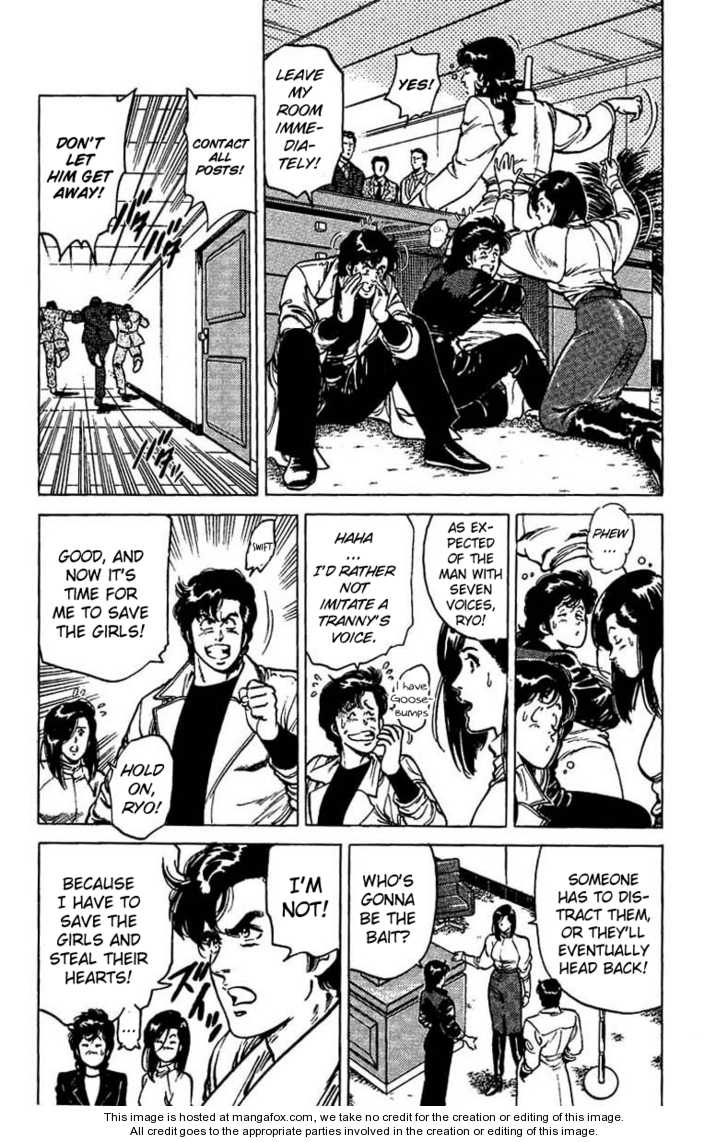 YES!
LEAVE
MY
ROOM
IMME-
DIA-
TELY!
CONTACT
ALL
POSTS!
DON'T
LET
HIM GET
AWAY!
PHEW
...
AS EX-
PECTED
OF THE
MAN WITH
SEVEN
VOICES,
RYO!
HAHA
...
I'D RATHER
NOT
IMITATE A
TRANNY'S
VOICE.
I have
Goose-
bumps
SWIFT
GOOD, AND
NOW IT'S
TIME FOR
ME TO SAVE
THE GIRLS!
HOLD
ON,
RYO!
SOMEONE
HAS TO DIS-
TRACT THEM,
OR THEY'LL
EVENTUALLY
HEAD BACK!
WHO'S
GONNA
BE THE
BAIT?
I'M
NOT!
BECAUSE
I HAVE TO
SAVE THE
GIRLS AND
STEAL THEIR
HEARTS!
...
This image is hosted at mangafox.com, we take no credit for the creation or editing of this image.
All credit goes to the appropriate parties involved in the creation or editing of this image.